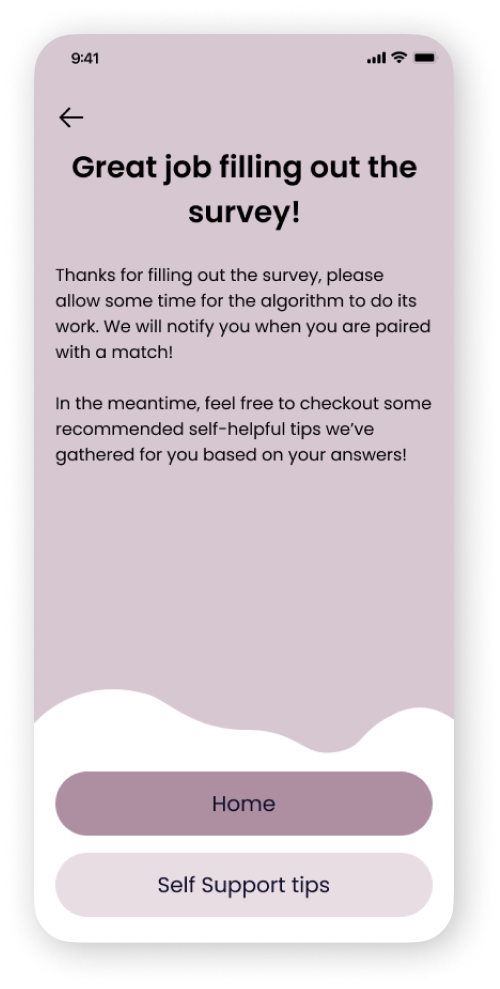 9:41
Great job filling out the
survey!
Thanks for filling out the survey, please
allow some time for the algorithm to do its
work. We will notify you when you are paired
with a match!
In the meantime, feel free to checkout some
recommended self-helpful tips we’ve
gathered for you based on your answers!
Home
Self Support tips